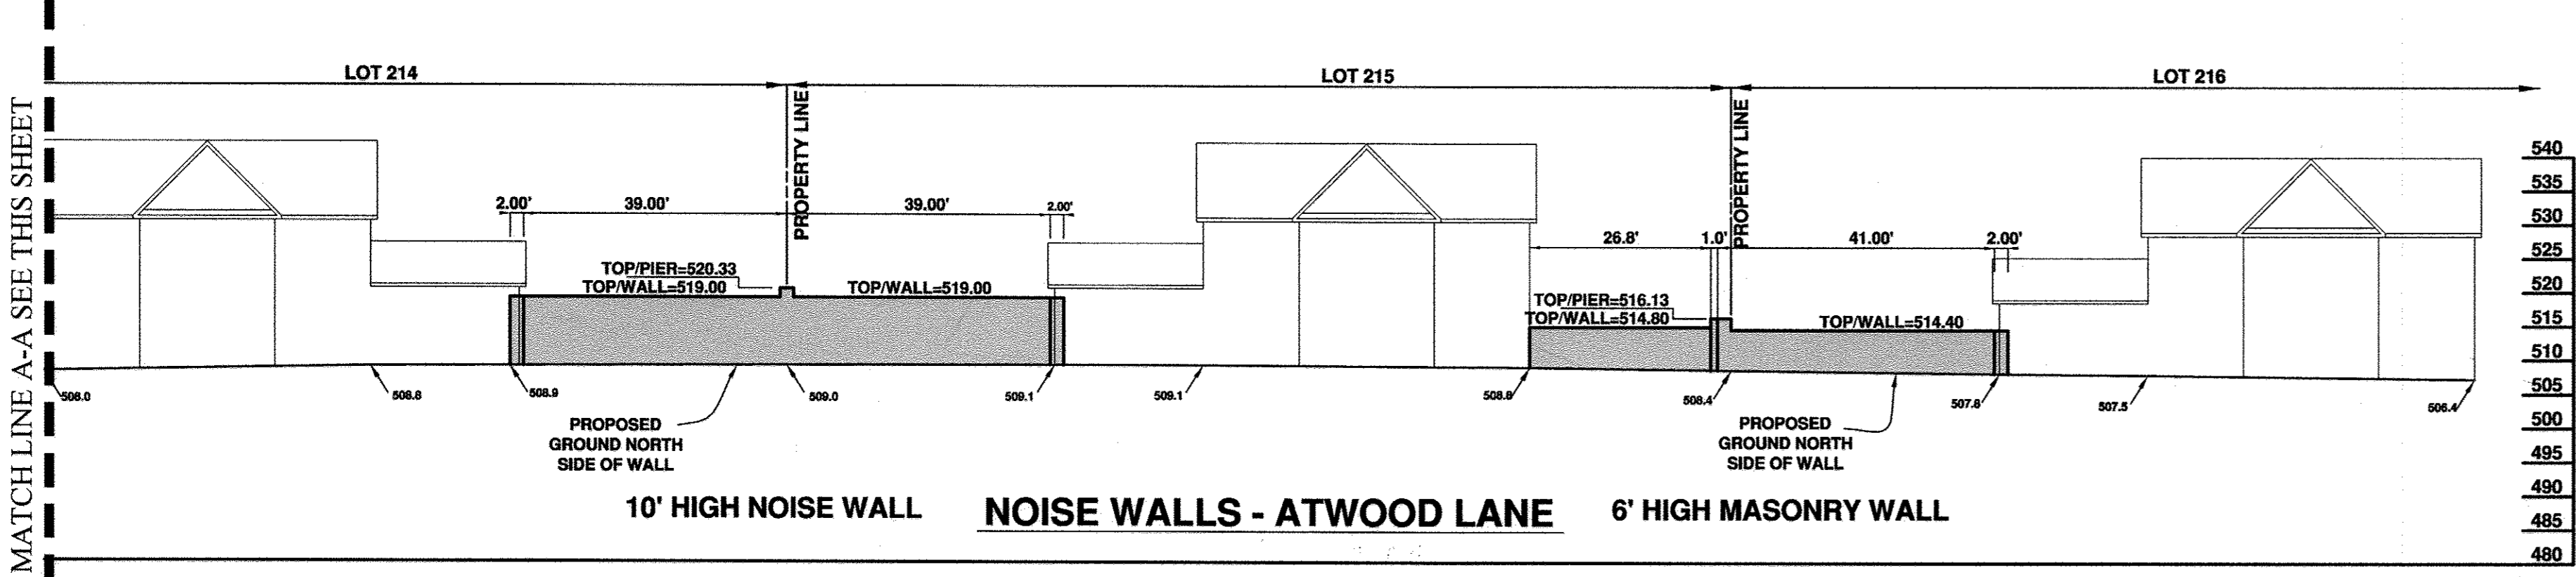 LOT 214
LOT 215
LOT 216
MATCH LINE A-A SEE THIS SHEET
PROPERTY LINE
PROPERTY LINE
2.00'
39.00'
39.00'
2.00'
26.8'
1.0'
41.00'
2.00'
TOP/PIER=520.33
TOP/WALL=519.00
TOP/WALL=519.00
TOP/PIER=516.13
TOP/WALL=514.80
TOP/WALL=514.40
540
535
530
525
520
515
510
505
500
495
490
485
480
508.0
508.8
508.9
509.0
509.1
509.1
508.8
508.4
507.8
507.5
506.4
PROPOSED
GROUND NORTH
SIDE OF WALL
PROPOSED
GROUND NORTH
SIDE OF WALL
10' HIGH NOISE WALL
NOISE WALLS - ATWOOD LANE
6' HIGH MASONRY WALL